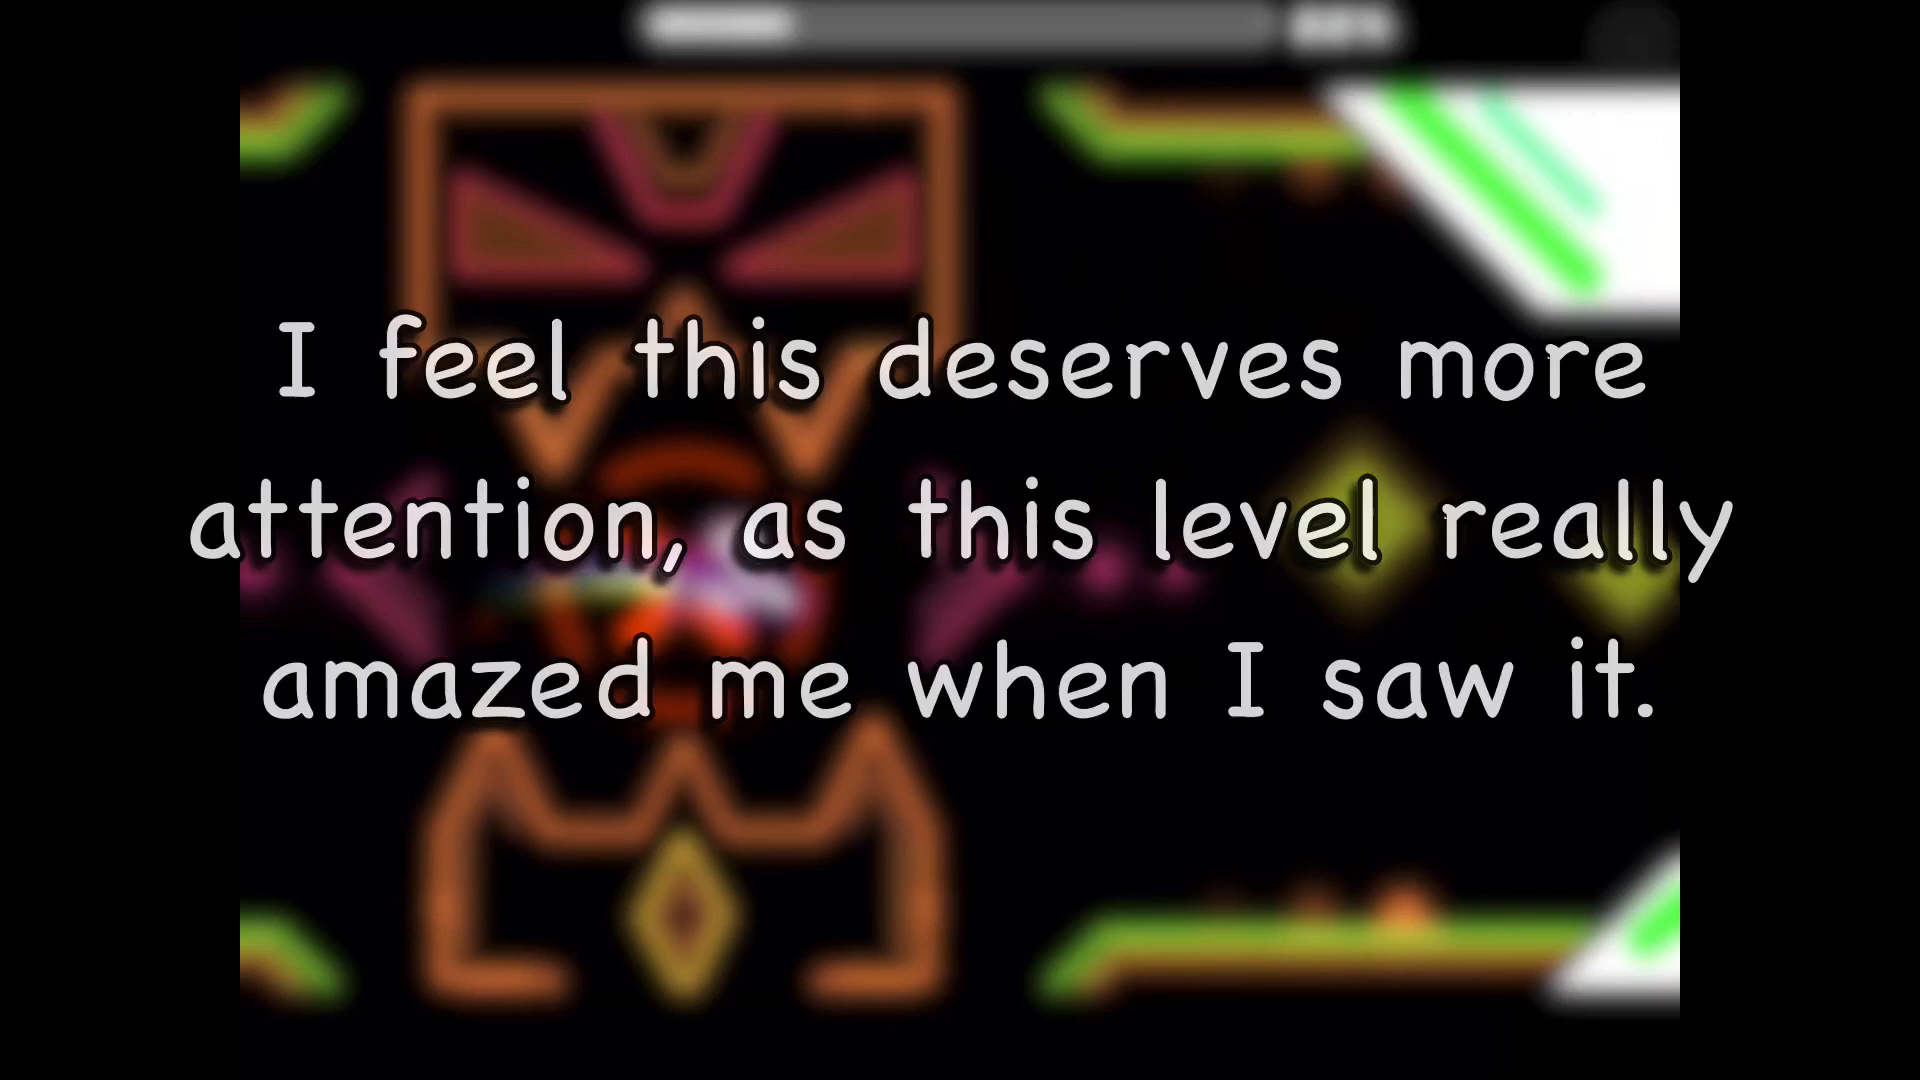 I feel this deserves more
attention, as this level really
amazed me when I saw it.